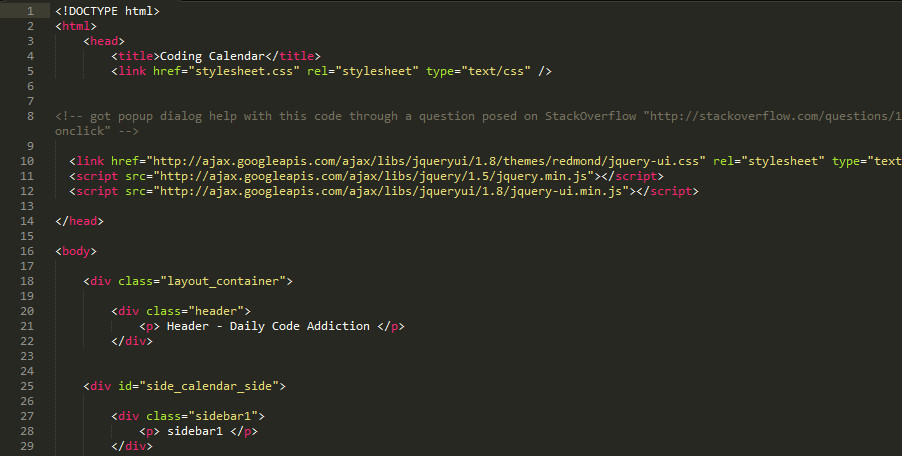 1 <!DOCTYPE html>
2 <html>
3 <head>
4 <title>Coding Calendar</title>
5 <link href="stylesheet.css" rel="stylesheet" type="text/css" />
6
7
8 <!-- got popup dialog help with this code through a question posed on StackOverflow "http://stackoverflow.com/questions/1
onclick" -->
9
10 <link href="http://ajax.googleapis.com/ajax/libs/jqueryui/1.8/themes/redmond/jquery-ui.css" rel="stylesheet" type="text
11 <script src="http://ajax.googleapis.com/ajax/libs/jquery/1.5/jquery.min.js"></script>
12 <script src="http://ajax.googleapis.com/ajax/libs/jqueryui/1.8/jquery-ui.min.js"></script>
13
14 </head>
15
16 <body>
17
18 <div class="layout_container">
19
20 <div class="header">
21 <p> Header - Daily Code Addiction </p>
22 </div>
23
24
25 <div id="side_calendar_side">
26
27 <div class="sidebar1">
28 <p> sidebar1 </p>
29 </div>